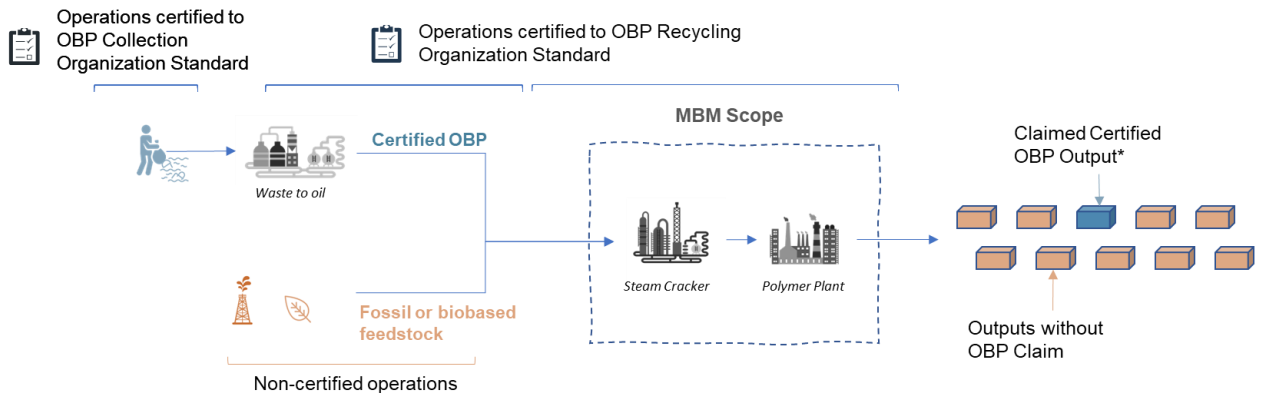 Operations certified to
OBP Collection
Organization Standard
Operations certified to OBP Recycling
Organization Standard
MBM Scope
Certified OBP
Waste to oil
Claimed Certified
OBP Output*
Steam Cracker
Polymer Plant
Fossil or biobased
feedstock
Outputs without
OBP Claim
Non-certified operations